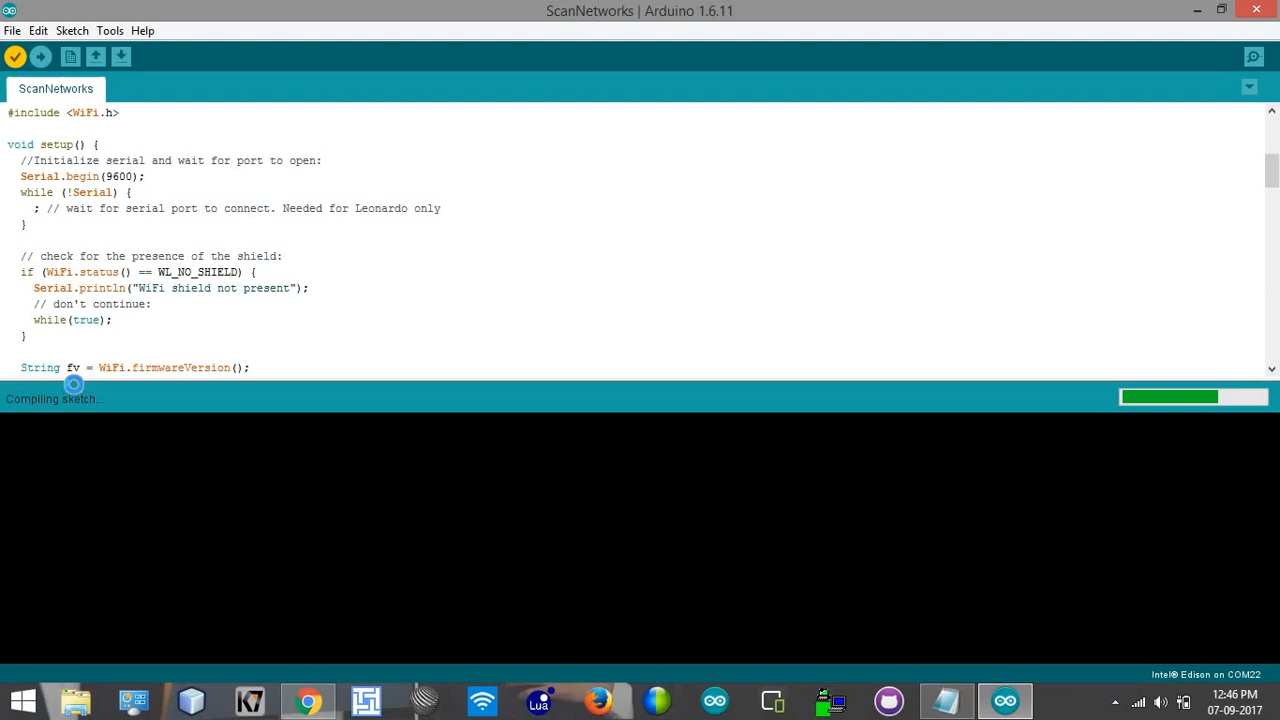 ScanNetworks | Arduino 1.6.11
File Edit Sketch Tools Help
ScanNetworks
#include <WiFi.h>
void setup() {
//Initialize serial and wait for port to open:
Serial.begin(9600);
while (!Serial) {
; // wait for serial port to connect. Needed for Leonardo only
}
// check for the presence of the shield:
if (WiFi.status() == WL_NO_SHIELD) {
Serial.println("WiFi shield not present");
// don't continue:
while(true);
}
String fv = WiFi.firmwareVersion();
Compiling sketch...
Intel® Edison on COM22
K7
Lua
12:46 PM
07-09-2017